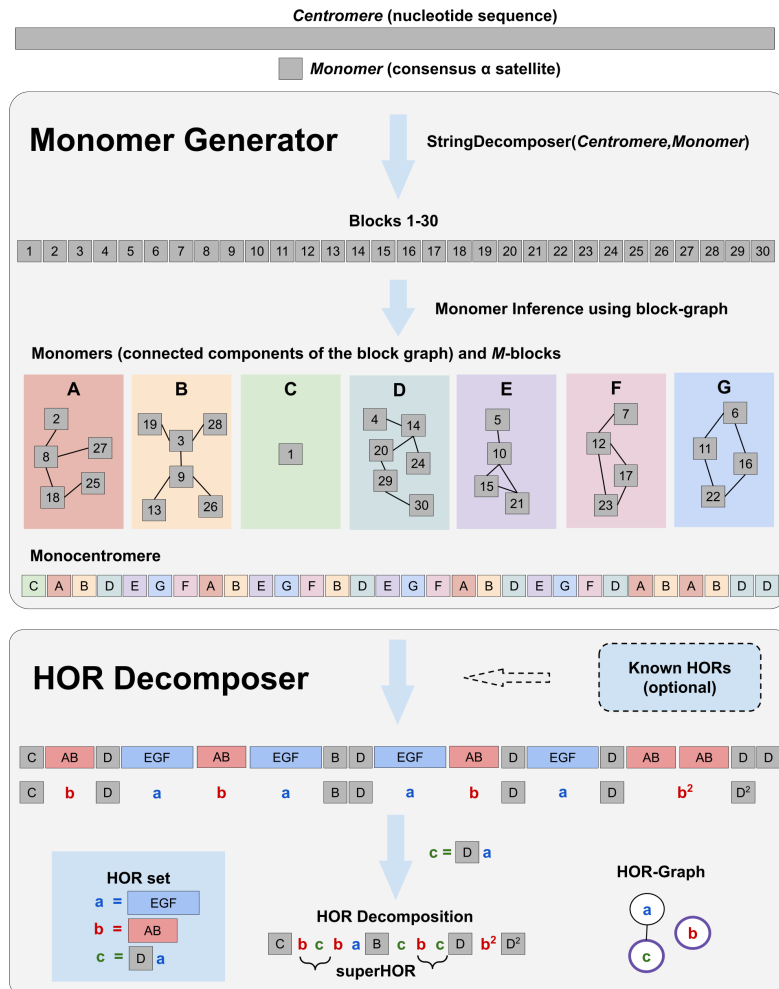 Centromere (nucleotide sequence)
Monomer (consensus α satellite)
Monomer Generator
StringDecomposer(Centromere,Monomer)
Blocks 1-30
1 2 3 4 5 6 7 8 9 10 11 12 13 14 15 16 17 18 19 20 21 22 23 24 25 26 27 28 29 30
Monomer Inference using block-graph
Monomers (connected components of the block graph) and M-blocks
A
2
8
27
18
25
B
19
28
3
9
13
26
C
1
D
4
14
20
24
29
30
E
5
10
15
21
F
7
12
17
23
G
6
11
16
22
Monocentromere
C A B D E G F A B E G F B D E G F A B D E G F D A B A B D D
HOR Decomposer
Known HORs
(optional)
C AB D EGF AB EGF B D EGF AB D EGF D AB AB D D
C b D a b a B D a b D a D b² D²
c = D a
HOR set
a = EGF
b = AB
c = D a
HOR Decomposition
C b c b a B c b c D b² D²
superHOR
HOR-Graph
a
b
c